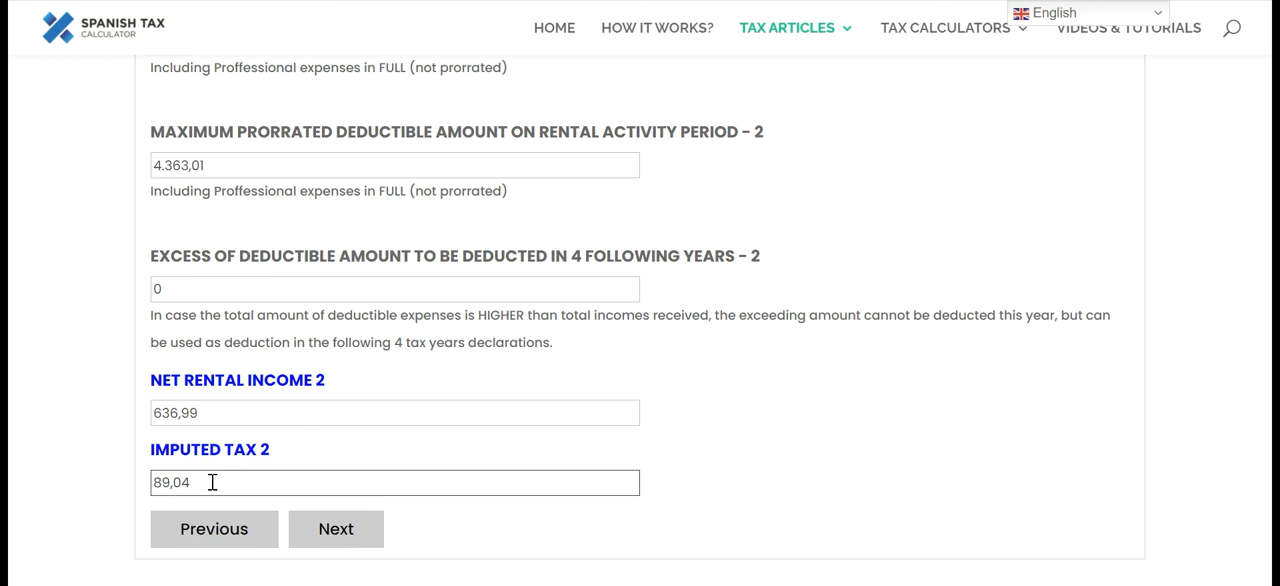 SPANISH TAX
CALCULATOR
HOME
HOW IT WORKS?
TAX ARTICLES
TAX CALCULATORS
VIDEOS & TUTORIALS
English
Including Proffessional expenses in FULL (not prorrated)
MAXIMUM PRORRATED DEDUCTIBLE AMOUNT ON RENTAL ACTIVITY PERIOD - 2
4.363,01
Including Proffessional expenses in FULL (not prorrated)
EXCESS OF DEDUCTIBLE AMOUNT TO BE DEDUCTED IN 4 FOLLOWING YEARS - 2
0
In case the total amount of deductible expenses is HIGHER than total incomes received, the exceeding amount cannot be deducted this year, but can
be used as deduction in the following 4 tax years declarations.
NET RENTAL INCOME 2
636,99
IMPUTED TAX 2
89,04
Previous
Next